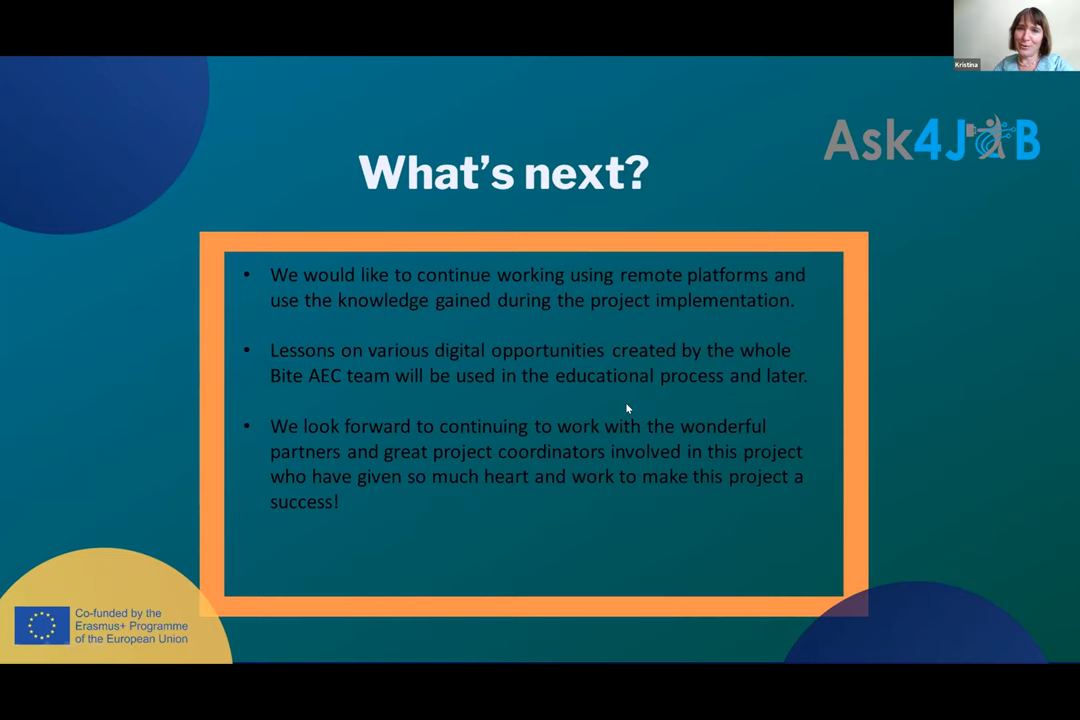 Kristina
Ask4JOB
What's next?
• We would like to continue working using remote platforms and
use the knowledge gained during the project implementation.
• Lessons on various digital opportunities created by the whole
Bite AEC team will be used in the educational process and later.
• We look forward to continuing to work with the wonderful
partners and great project coordinators involved in this project
who have given so much heart and work to make this project a
success!
Co-funded by the
Erasmus+ Programme
of the European Union